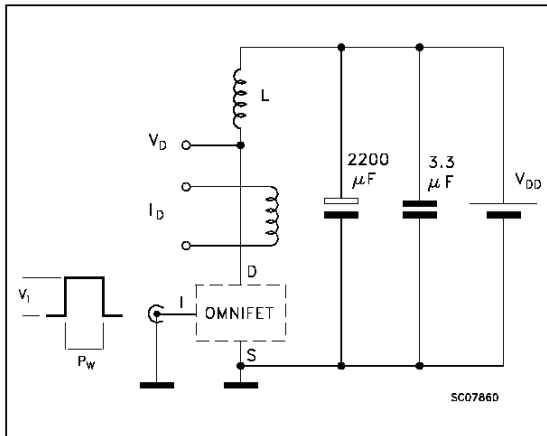 L
V_D
2200
µF
3.3
µF
V_DD
I_D
D
V_i
I
OMNIFET
P_W
S
SC07860